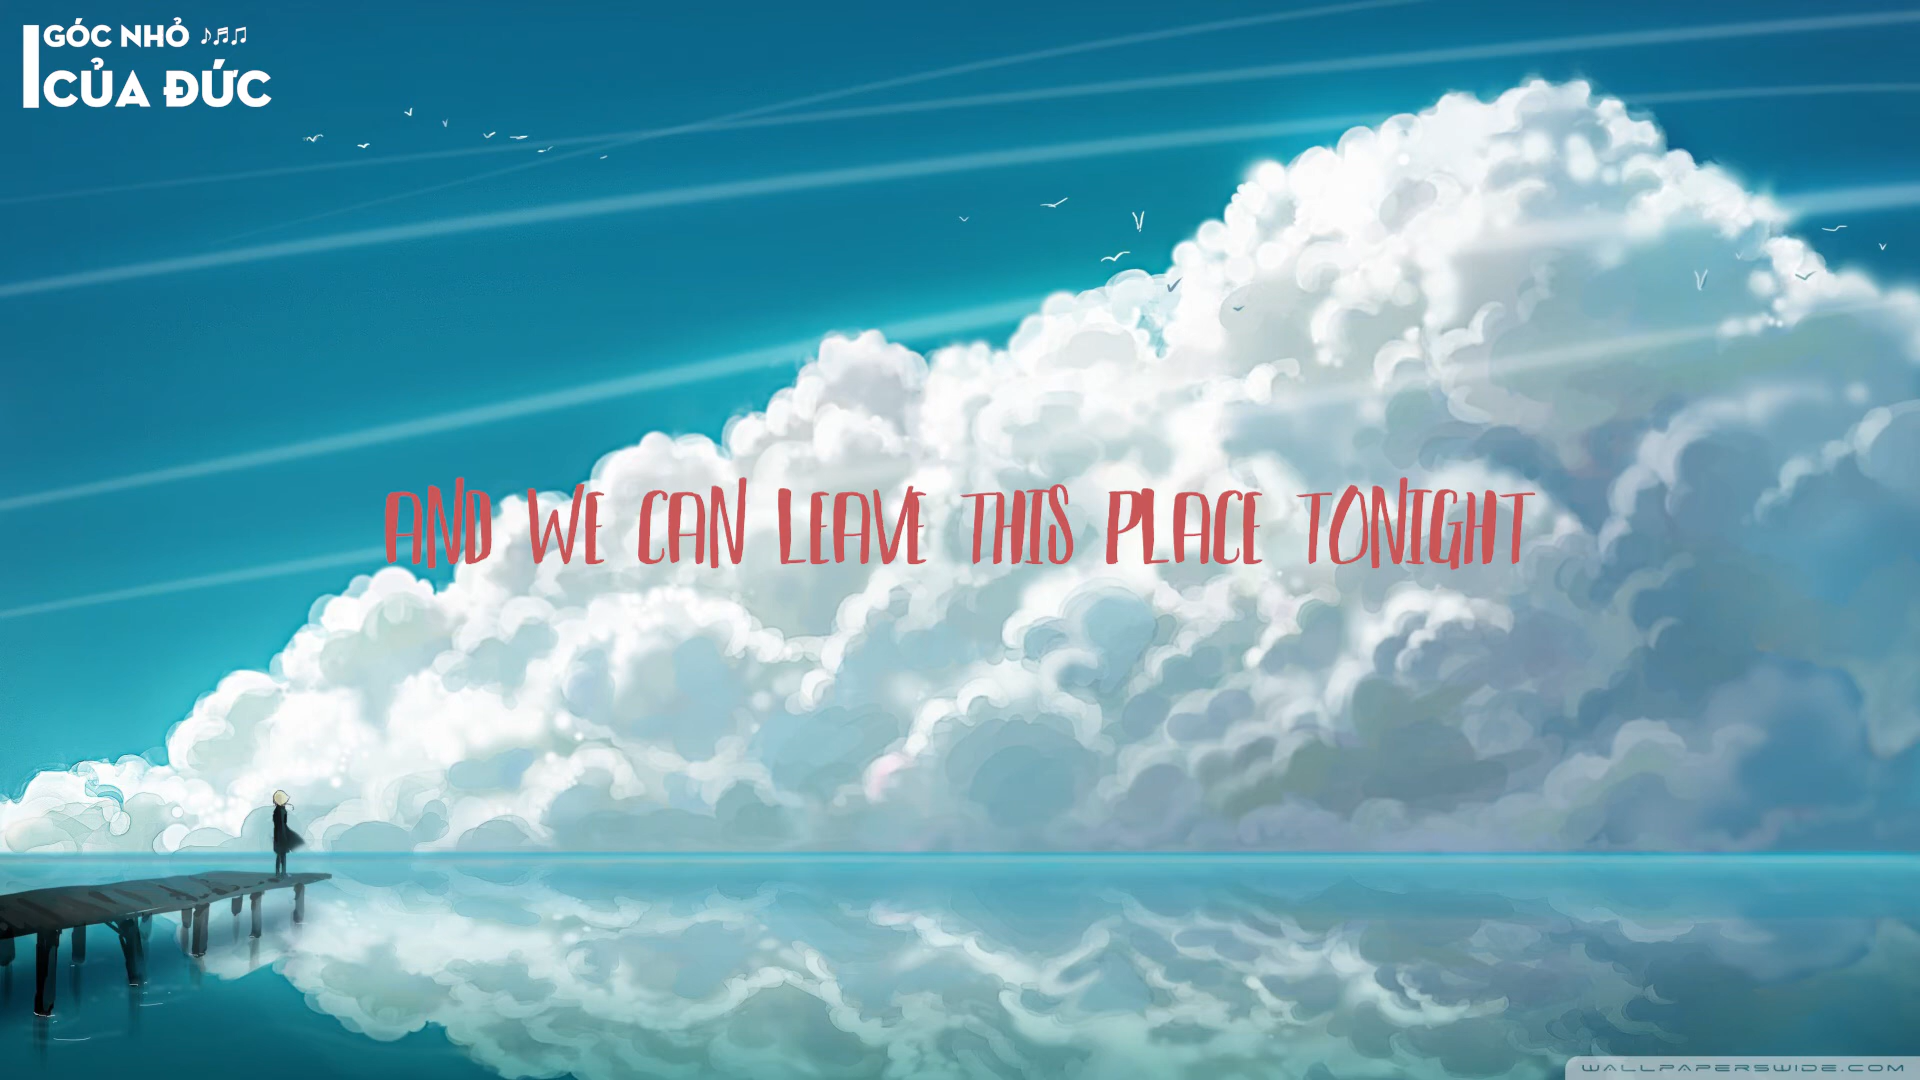 GÓC NHỎ
CỦA ĐỨC
AND WE CAN LEAVE THIS PLACE TONIGHT
WALLPAPERSWIDE.COM